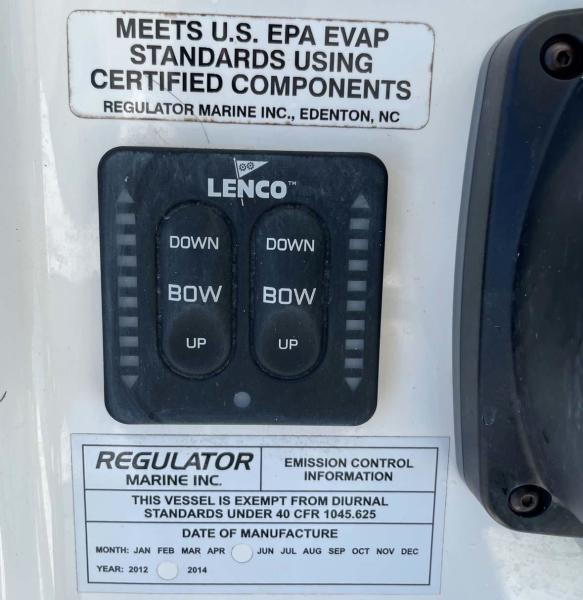 MEETS U.S. EPA EVAP
STANDARDS USING
CERTIFIED COMPONENTS
REGULATOR MARINE INC., EDENTON, NC
LENCO™
DOWN DOWN
BOW BOW
UP UP
REGULATOR
MARINE INC.
EMISSION CONTROL
INFORMATION
THIS VESSEL IS EXEMPT FROM DIURNAL
STANDARDS UNDER 40 CFR 1045.625
DATE OF MANUFACTURE
MONTH: JAN FEB MAR APR JUN JUL AUG SEP OCT NOV DEC
YEAR: 2012 2014